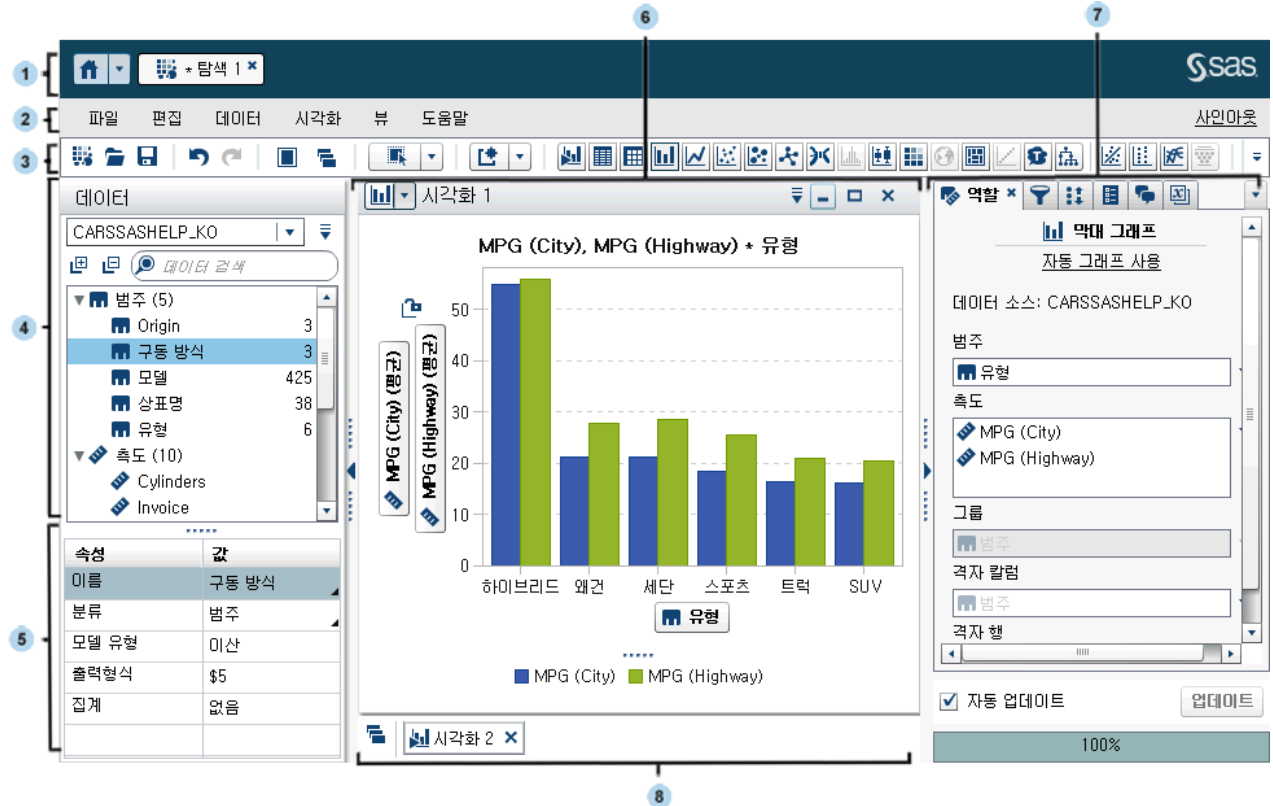 6
7
1
* 탐색 1
sas
2
파일 편집 데이터 시각화 뷰 도움말
사인아웃
3
4
데이터
CARSSASHELP_KO
데이터 검색
범주 (5)
Origin 3
구동 방식 3
모델 425
상표명 38
유형 6
측도 (10)
Cylinders
Invoice
5
속성 값
이름 구동 방식
분류 범주
모델 유형 이산
출력형식 $5
집계 없음
시각화 1
MPG (City), MPG (Highway) * 유형
MPG (City) (평균)
MPG (Highway) (평균)
50
40
30
20
10
0
하이브리드 왜건 세단 스포츠 트럭 SUV
유형
MPG (City) MPG (Highway)
시각화 2
8
역할
막대 그래프
자동 그래프 사용
데이터 소스: CARSSASHELP_KO
범주
유형
측도
MPG (City)
MPG (Highway)
그룹
범주
격자 칼럼
범주
격자 행
자동 업데이트
업데이트
100%